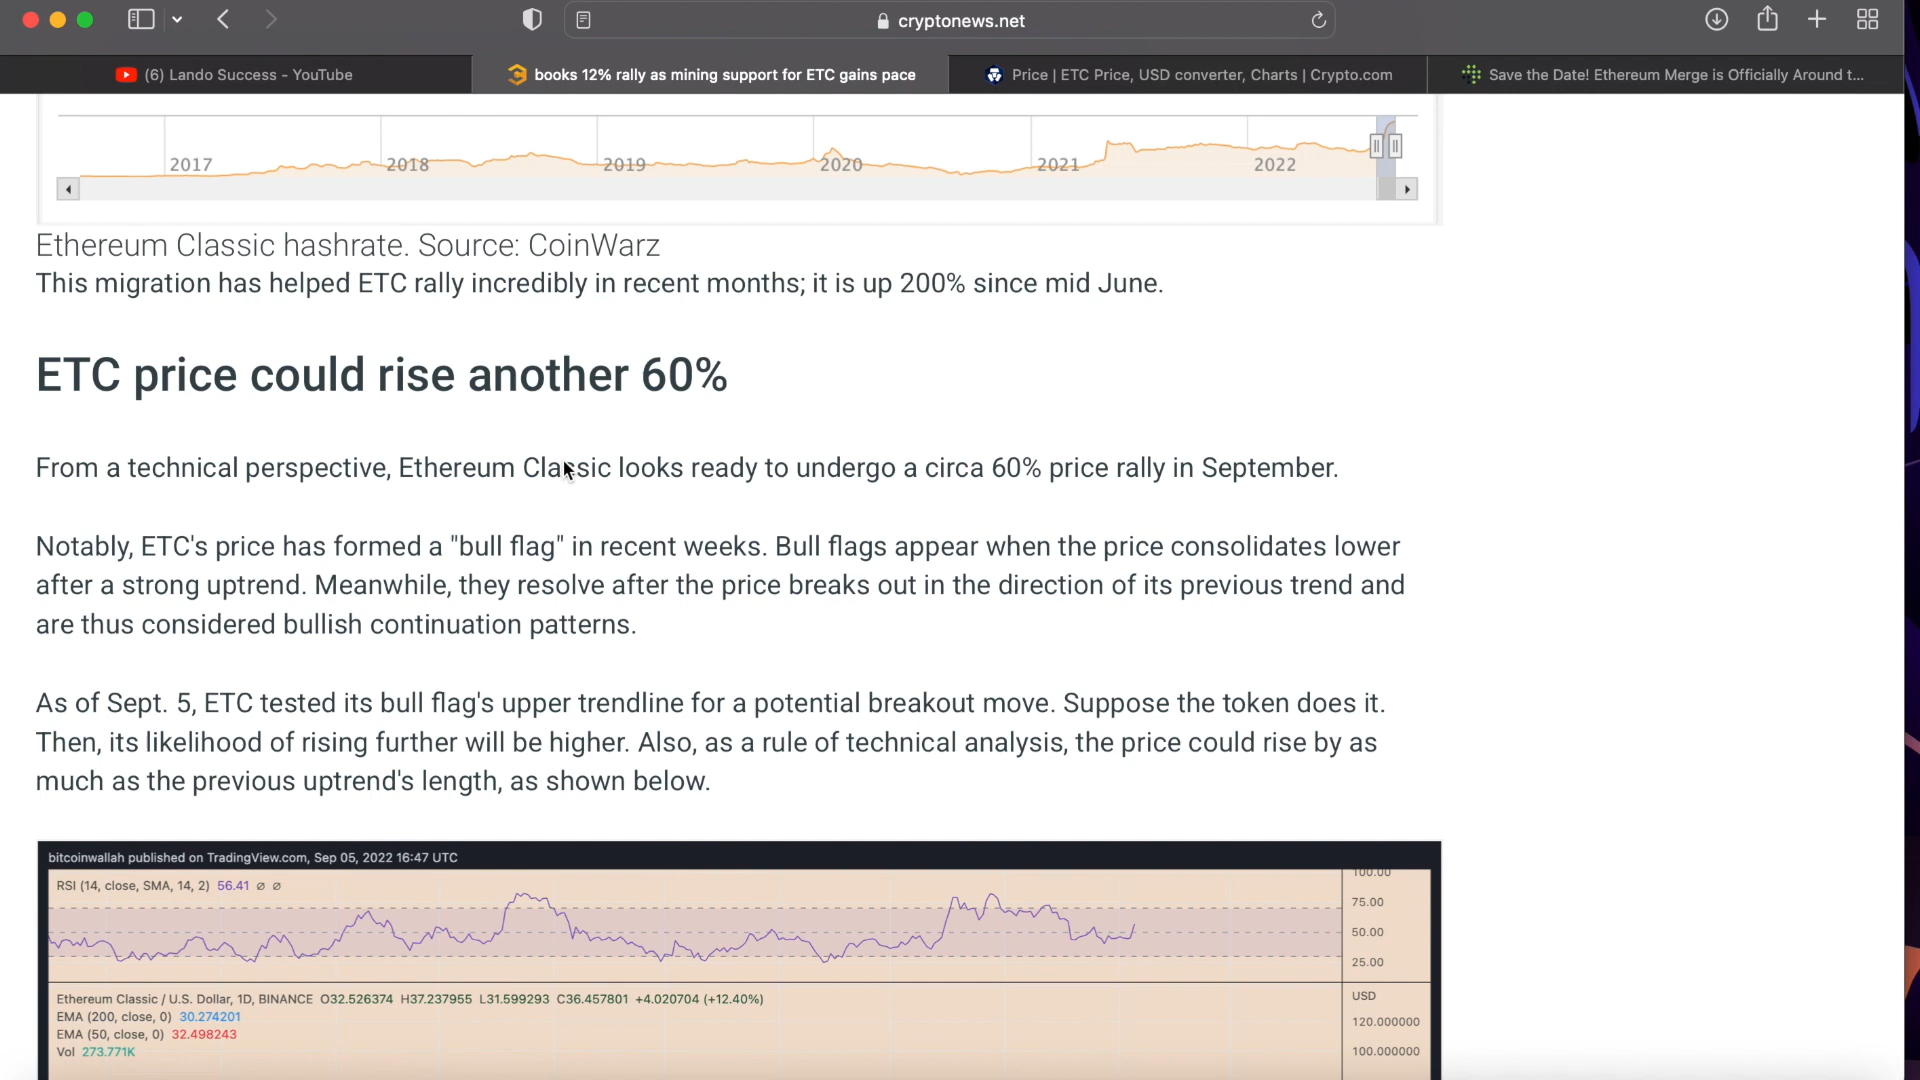 cryptonews.net
(6) Lando Success - YouTube
books 12% rally as mining support for ETC gains pace
Price | ETC Price, USD converter, Charts | Crypto.com
Save the Date! Ethereum Merge is Officially Around t...
2017 2018 2019 2020 2021 2022
Ethereum Classic hashrate. Source: CoinWarz
This migration has helped ETC rally incredibly in recent months; it is up 200% since mid June.
ETC price could rise another 60%
From a technical perspective, Ethereum Classic looks ready to undergo a circa 60% price rally in September.
Notably, ETC's price has formed a "bull flag" in recent weeks. Bull flags appear when the price consolidates lower
after a strong uptrend. Meanwhile, they resolve after the price breaks out in the direction of its previous trend and
are thus considered bullish continuation patterns.
As of Sept. 5, ETC tested its bull flag's upper trendline for a potential breakout move. Suppose the token does it.
Then, its likelihood of rising further will be higher. Also, as a rule of technical analysis, the price could rise by as
much as the previous uptrend's length, as shown below.
bitcoinwallah published on TradingView.com, Sep 05, 2022 16:47 UTC
RSI (14, close, SMA, 14, 2) 56.41 ∅ ∅
100.00
75.00
50.00
25.00
Ethereum Classic / U.S. Dollar, 1D, BINANCE O32.526374 H37.237955 L31.599293 C36.457801 +4.020704 (+12.40%)
EMA (200, close, 0) 30.274201
EMA (50, close, 0) 32.498243
Vol 273.771K
USD
120.000000
100.000000